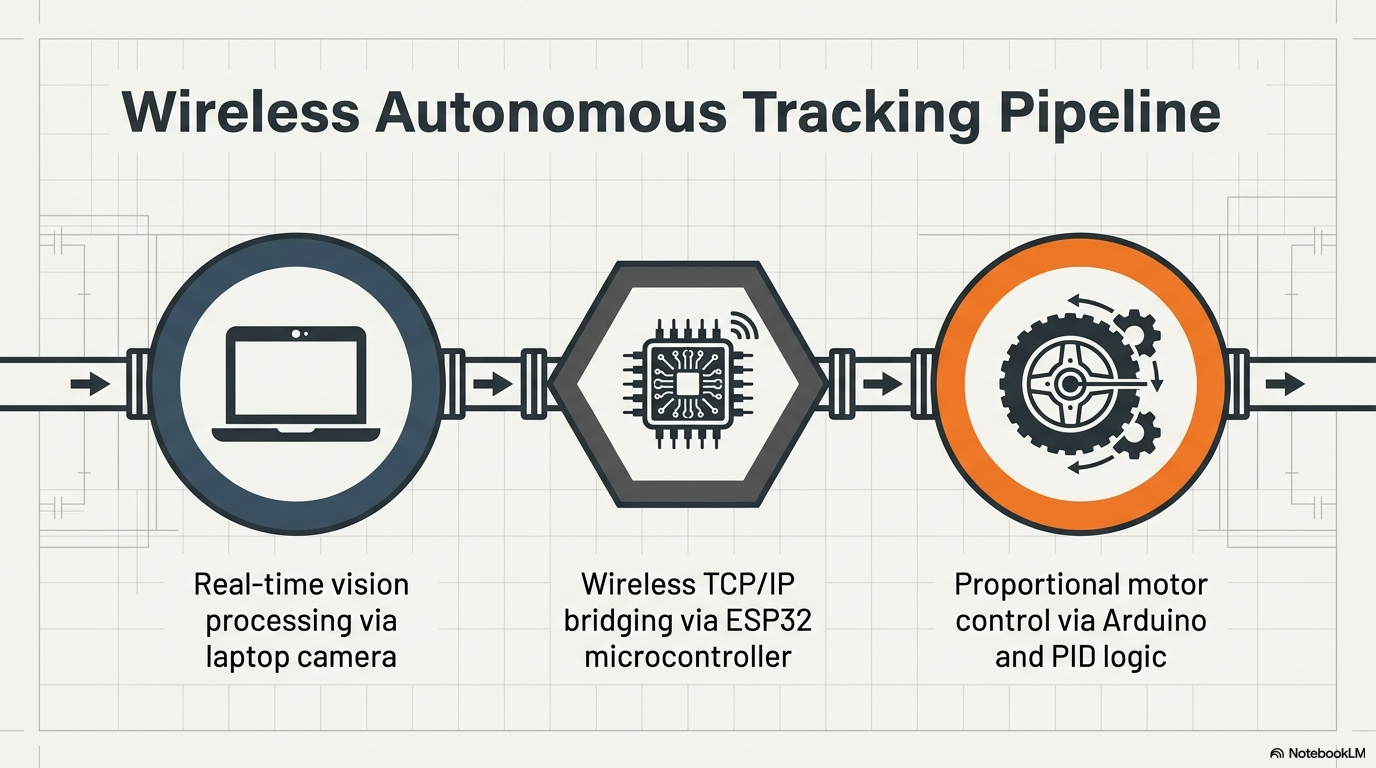 Wireless Autonomous Tracking Pipeline
Real-time vision
processing via
laptop camera
Wireless TCP/IP
bridging via ESP32
microcontroller
Proportional motor
control via Arduino
and PID logic
NotebookLM